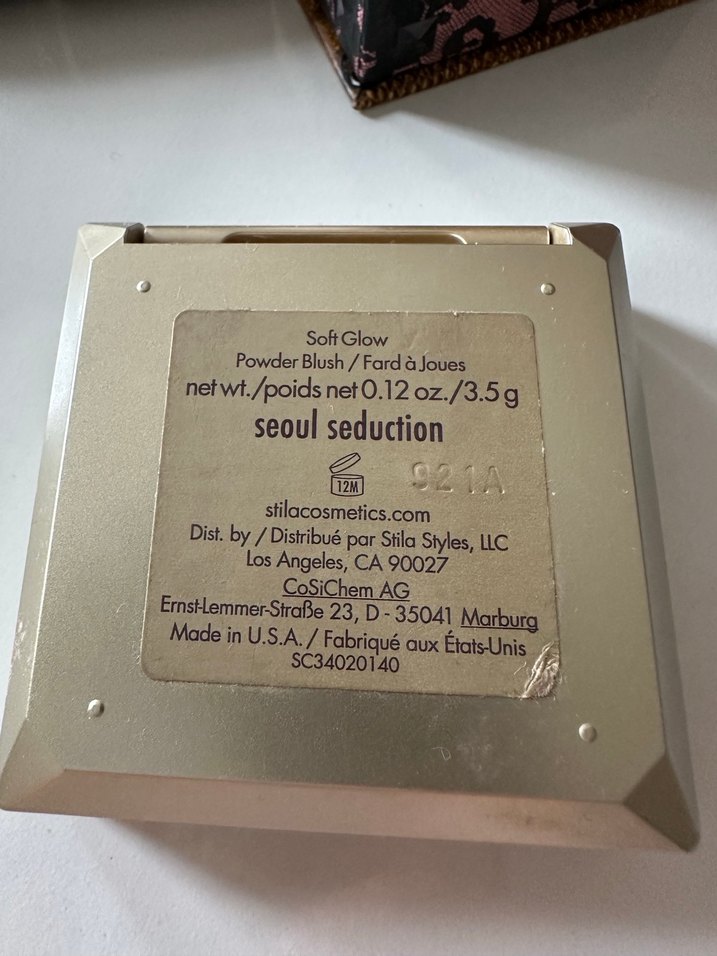 Soft Glow
Powder Blush / Fard à Joues
net wt./poids net 0.12 oz./3.5 g
seoul seduction
12M 921A
stilacosmetics.com
Dist. by / Distribué par Stila Styles, LLC
Los Angeles, CA 90027
CoSiChem AG
Ernst-Lemmer-Straße 23, D - 35041 Marburg
Made in U.S.A. / Fabriqué aux États-Unis
SC34020140